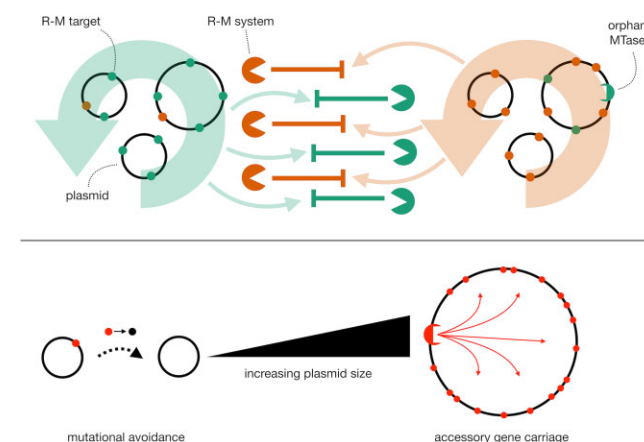 R-M target
R-M system
orphan
MTase
plasmid
increasing plasmid size
mutational avoidance
accessory gene carriage